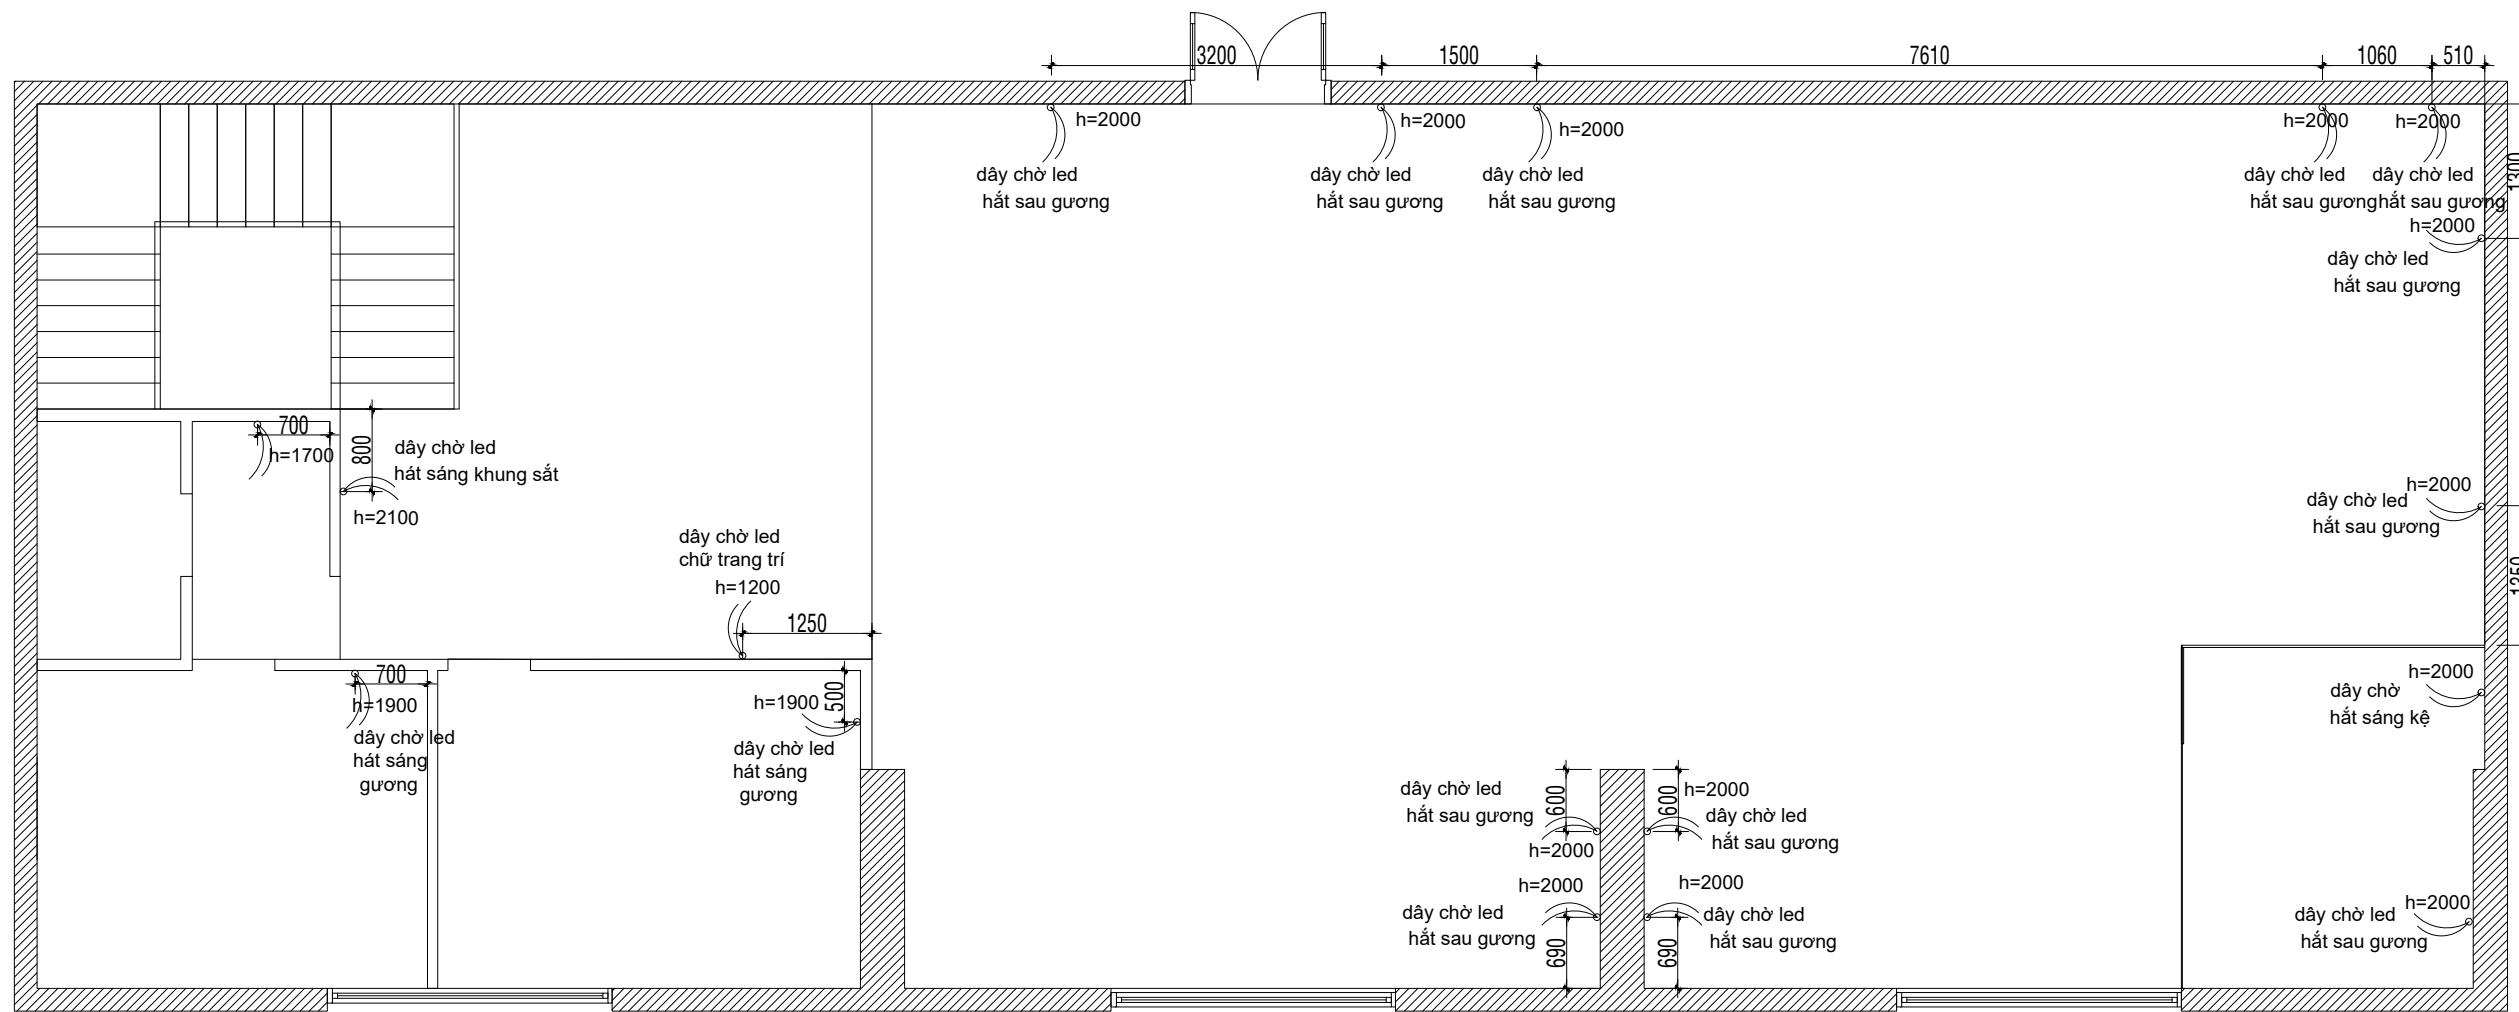 3200
1500
7610
1060
510
h=2000
h=2000
h=2000
h=2000
h=2000
dây chờ led
hắt sau gương
dây chờ led
hắt sau gương
dây chờ led
hắt sau gương
dây chờ led
hắt sau gương
dây chờ led
hắt sau gương
1300
h=2000
dây chờ led
hắt sau gương
700
h=1700
800
dây chờ led
hát sáng khung sắt
h=2100
h=2000
dây chờ led
hắt sau gương
dây chờ led
chữ trang trí
h=1200
1250
700
h=1900
dây chờ led
hát sáng
gương
500
h=1900
dây chờ led
hát sáng
gương
h=2000
dây chờ
hắt sáng kệ
dây chờ led
hắt sau gương
600
h=2000
600
h=2000
dây chờ led
hắt sau gương
h=2000
dây chờ led
hắt sau gương
690
h=2000
dây chờ led
hắt sau gương
690
h=2000
dây chờ led
hắt sau gương